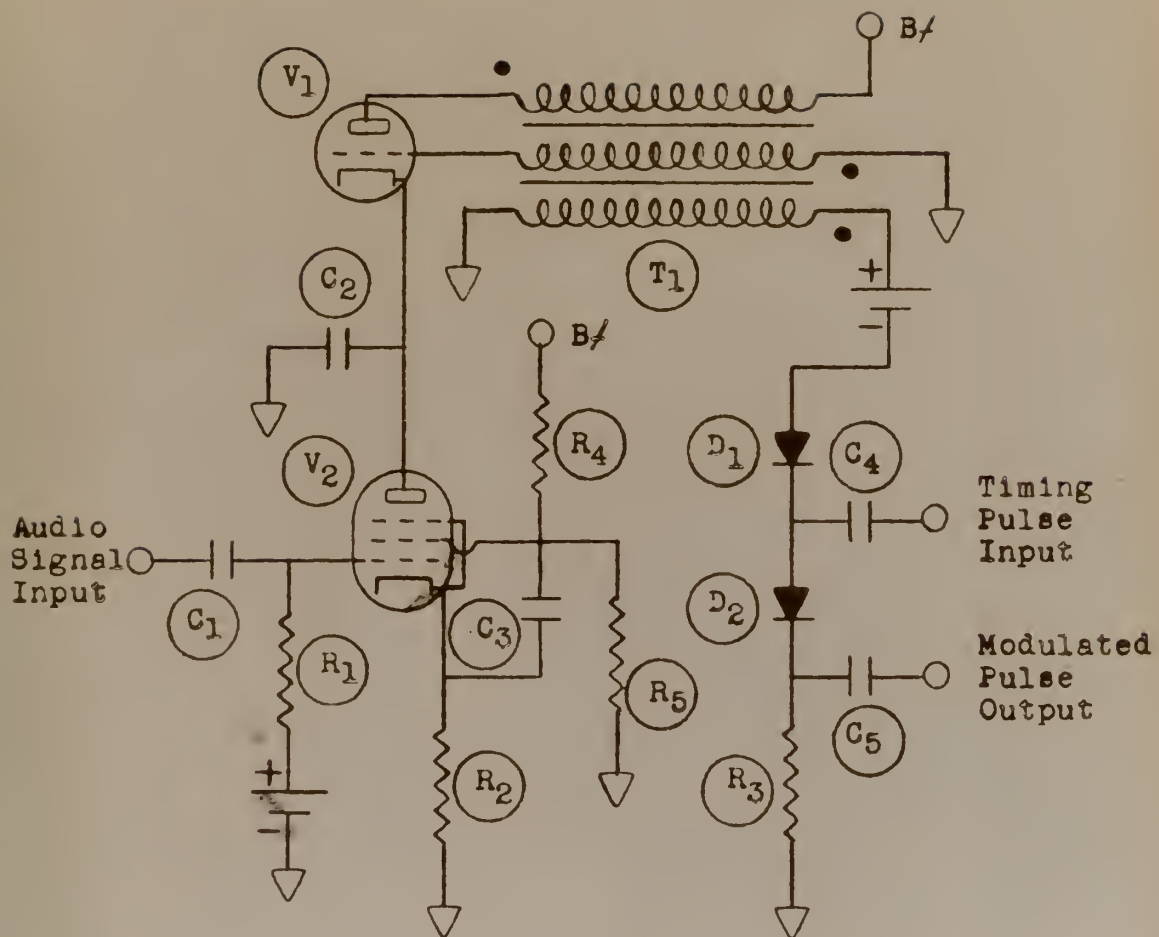 B+
V1
T1
C2
B+
R4
D1
C4
V2
Timing
Pulse
Input
Audio
Signal
Input
C1
D2
C3
R1
Modulated
Pulse
Output
R5
C5
R2
R3
+
-
+
-